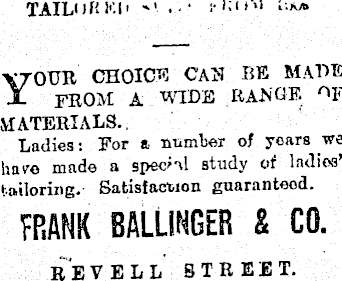 TAILORED
YOUR CHOICE CAN BE MADE
FROM A WIDE RANGE OF
MATERIALS.
Ladies: For a number of years we
have made a special study of ladies'
tailoring. Satisfaction guaranteed.
FRANK BALLINGER & CO.
REVELL STREET.